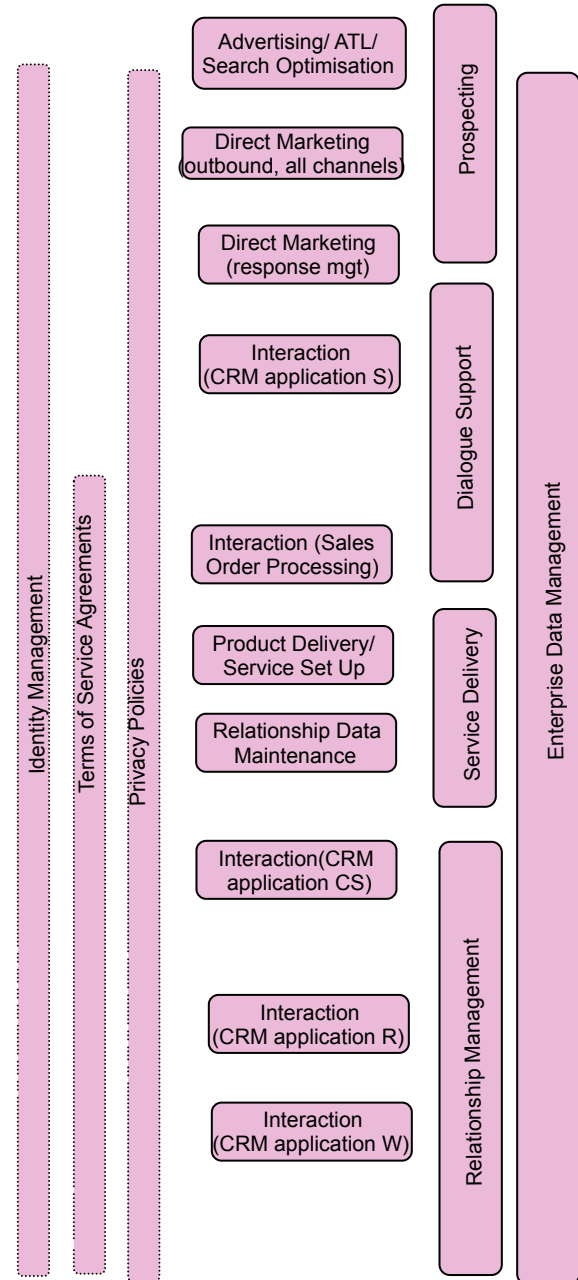 Advertising/ ATL/
Search Optimisation
Direct Marketing
(outbound, all channels)
Direct Marketing
(response mgt)
Interaction
(CRM application S)
Interaction (Sales
Order Processing)
Product Delivery/
Service Set Up
Relationship Data
Maintenance
Interaction(CRM
application CS)
Interaction
(CRM application R)
Interaction
(CRM application W)
Identity Management
Terms of Service Agreements
Privacy Policies
Prospecting
Dialogue Support
Service Delivery
Relationship Management
Enterprise Data Management